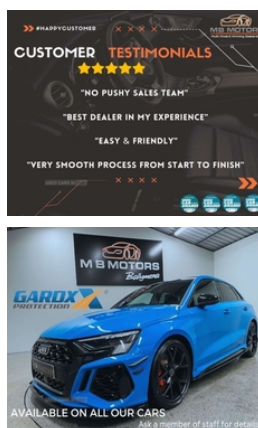 #HAPPYCUSTOMER
MB MOTORS
CUSTOMER TESTIMONIALS
"NO PUSHY SALES TEAM"
"BEST DEALER IN MY EXPERIENCE"
"EASY & FRIENDLY"
"VERY SMOOTH PROCESS FROM START TO FINISH"
M B MOTORS
Ballymena
GARDX
PROTECTION
AVAILABLE ON ALL OUR CARS
Ask a member of staff for details